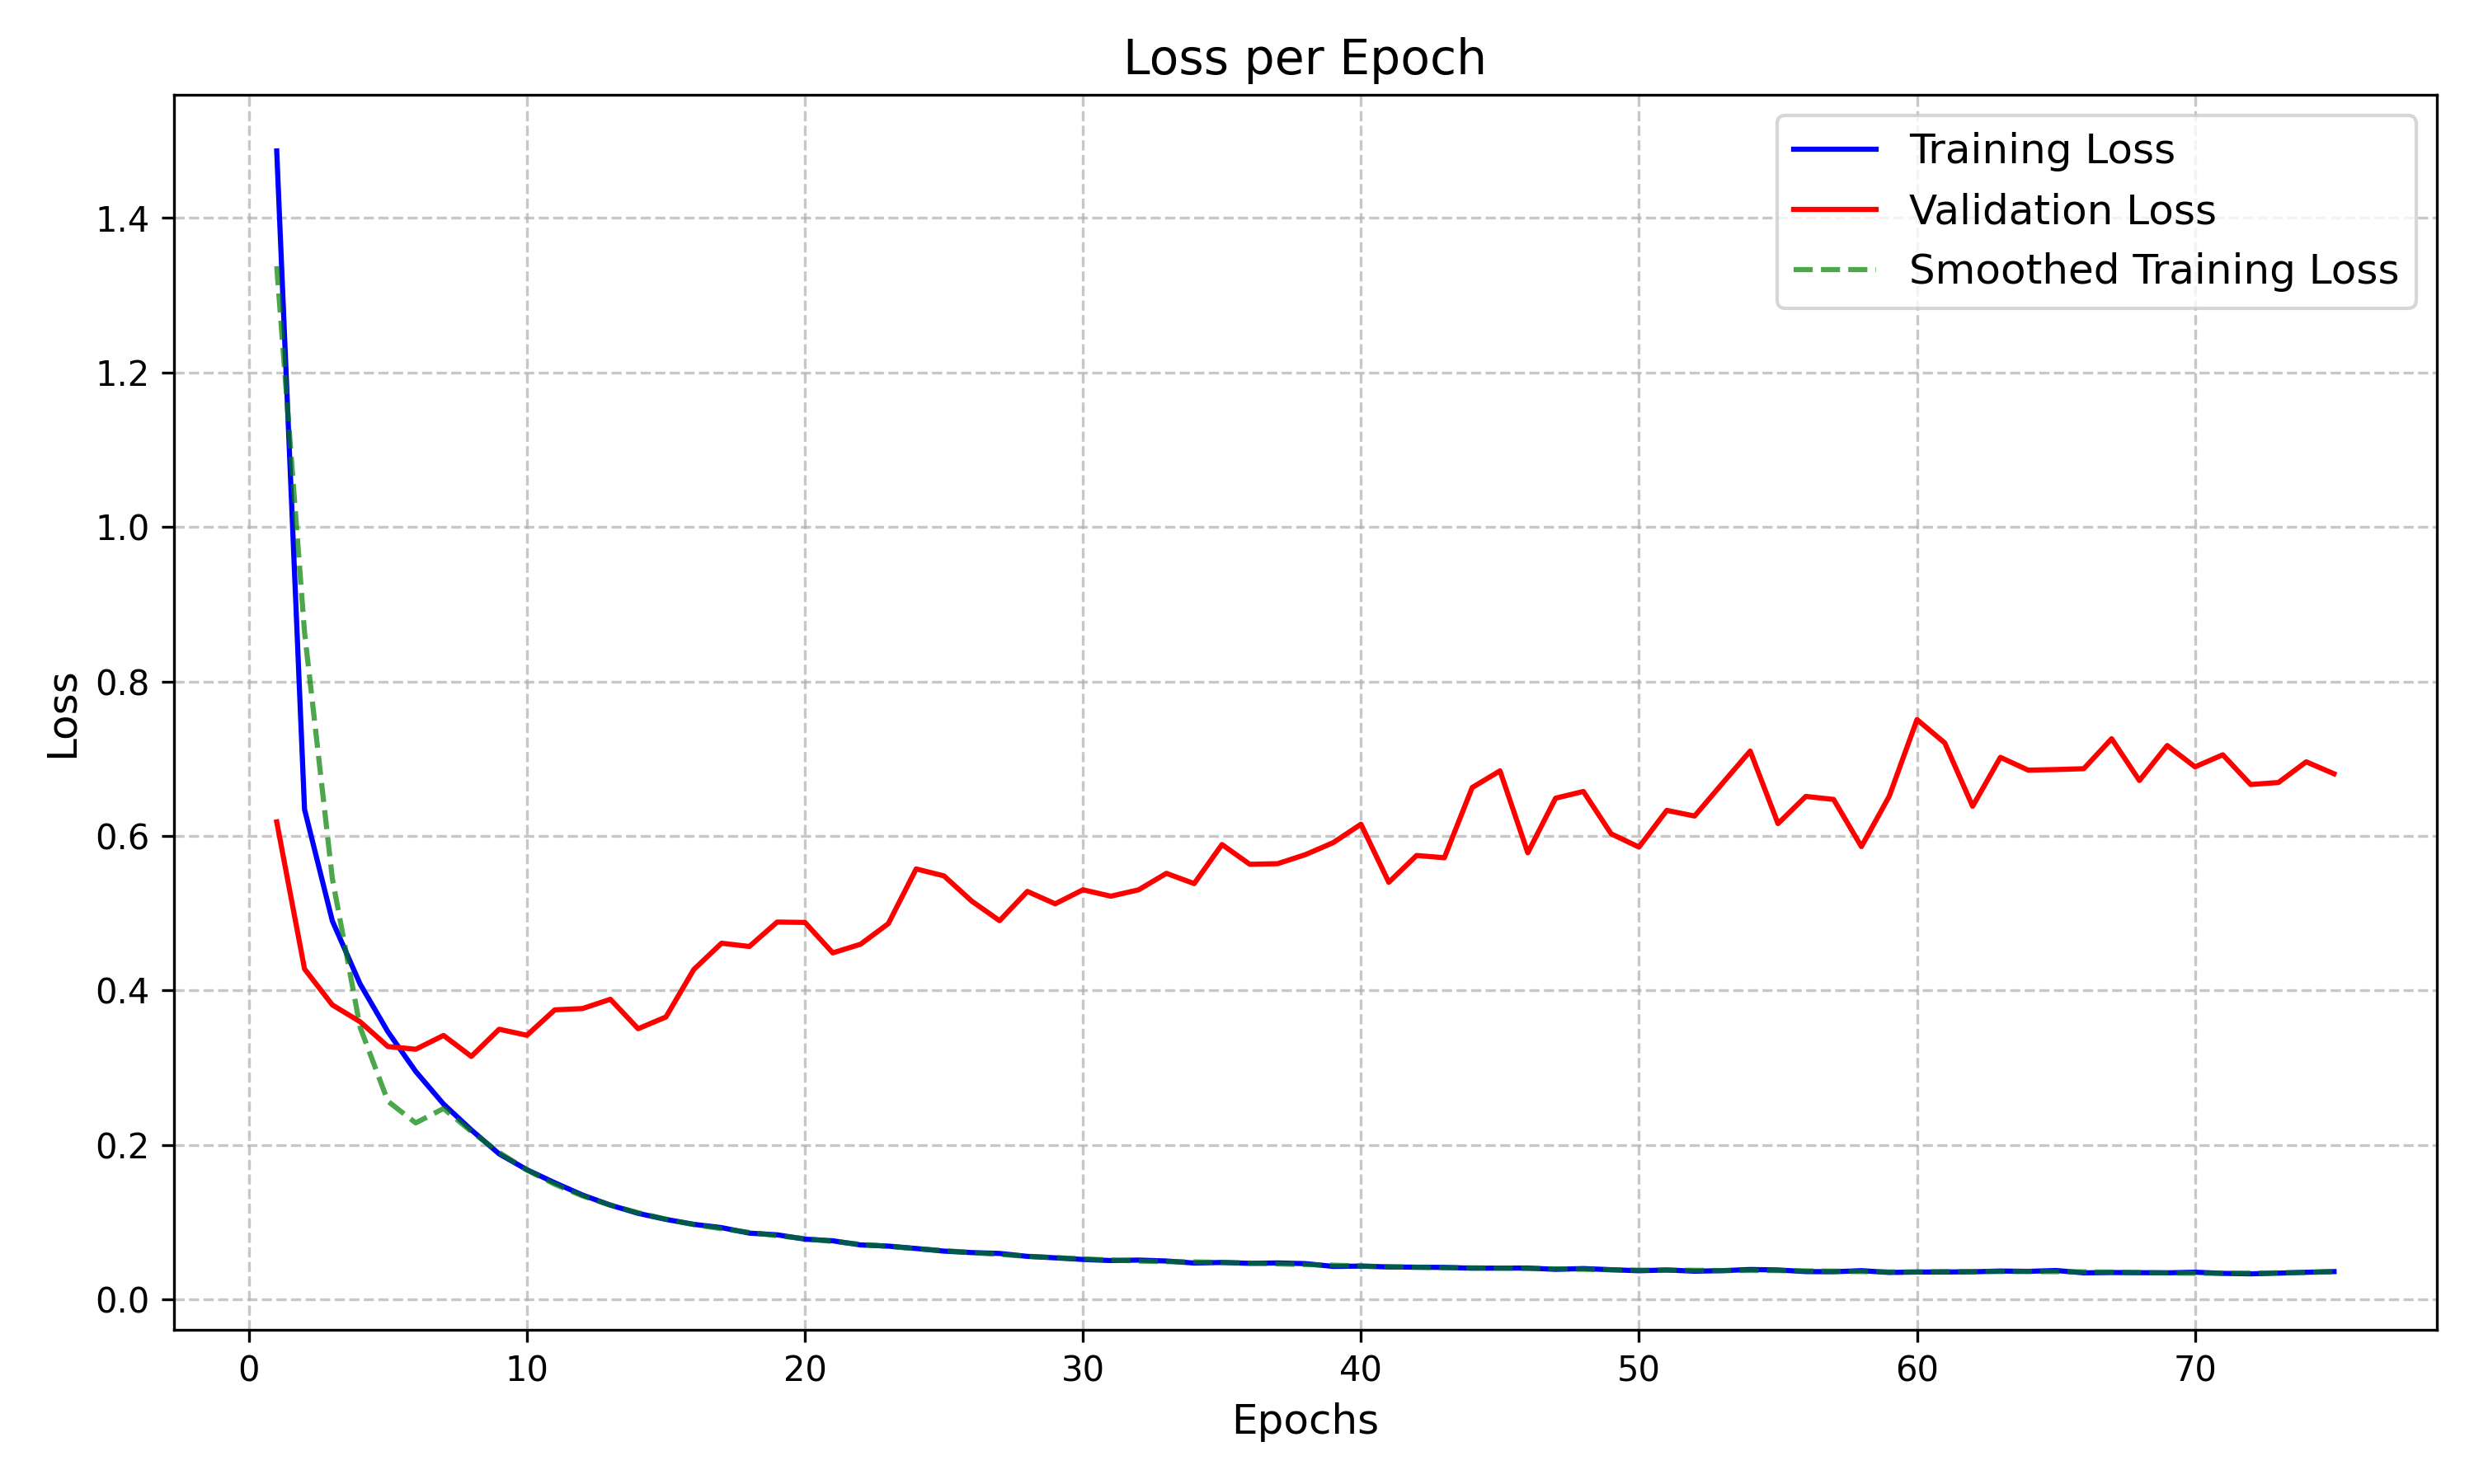 Loss per Epoch
Training Loss
Validation Loss
Smoothed Training Loss
Loss
1.4
1.2
1.0
0.8
0.6
0.4
0.2
0.0
0 10 20 30 40 50 60 70
Epochs